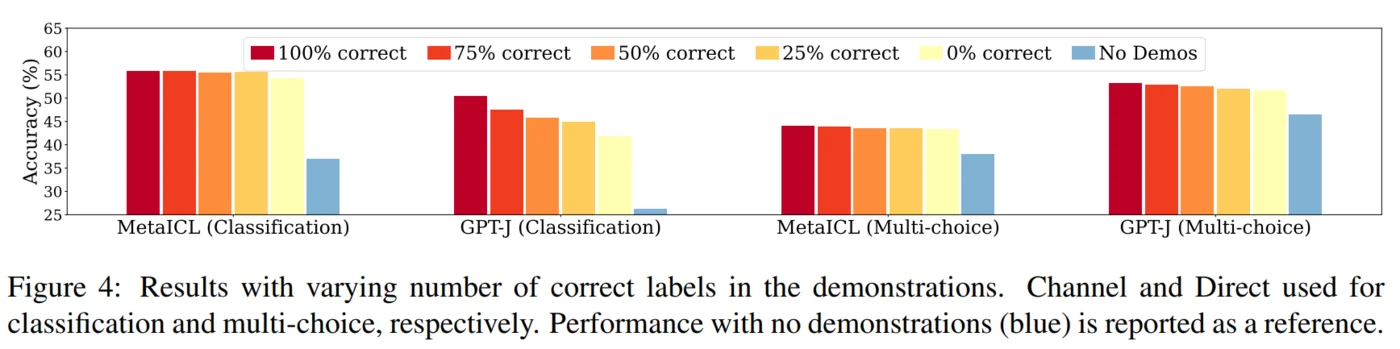 65
60
55
50
45
40
35
30
25
Accuracy (%)
100% correct 75% correct 50% correct 25% correct 0% correct No Demos
MetaICL (Classification) GPT-J (Classification) MetaICL (Multi-choice) GPT-J (Multi-choice)
Figure 4: Results with varying number of correct labels in the demonstrations. Channel and Direct used for
classification and multi-choice, respectively. Performance with no demonstrations (blue) is reported as a reference.